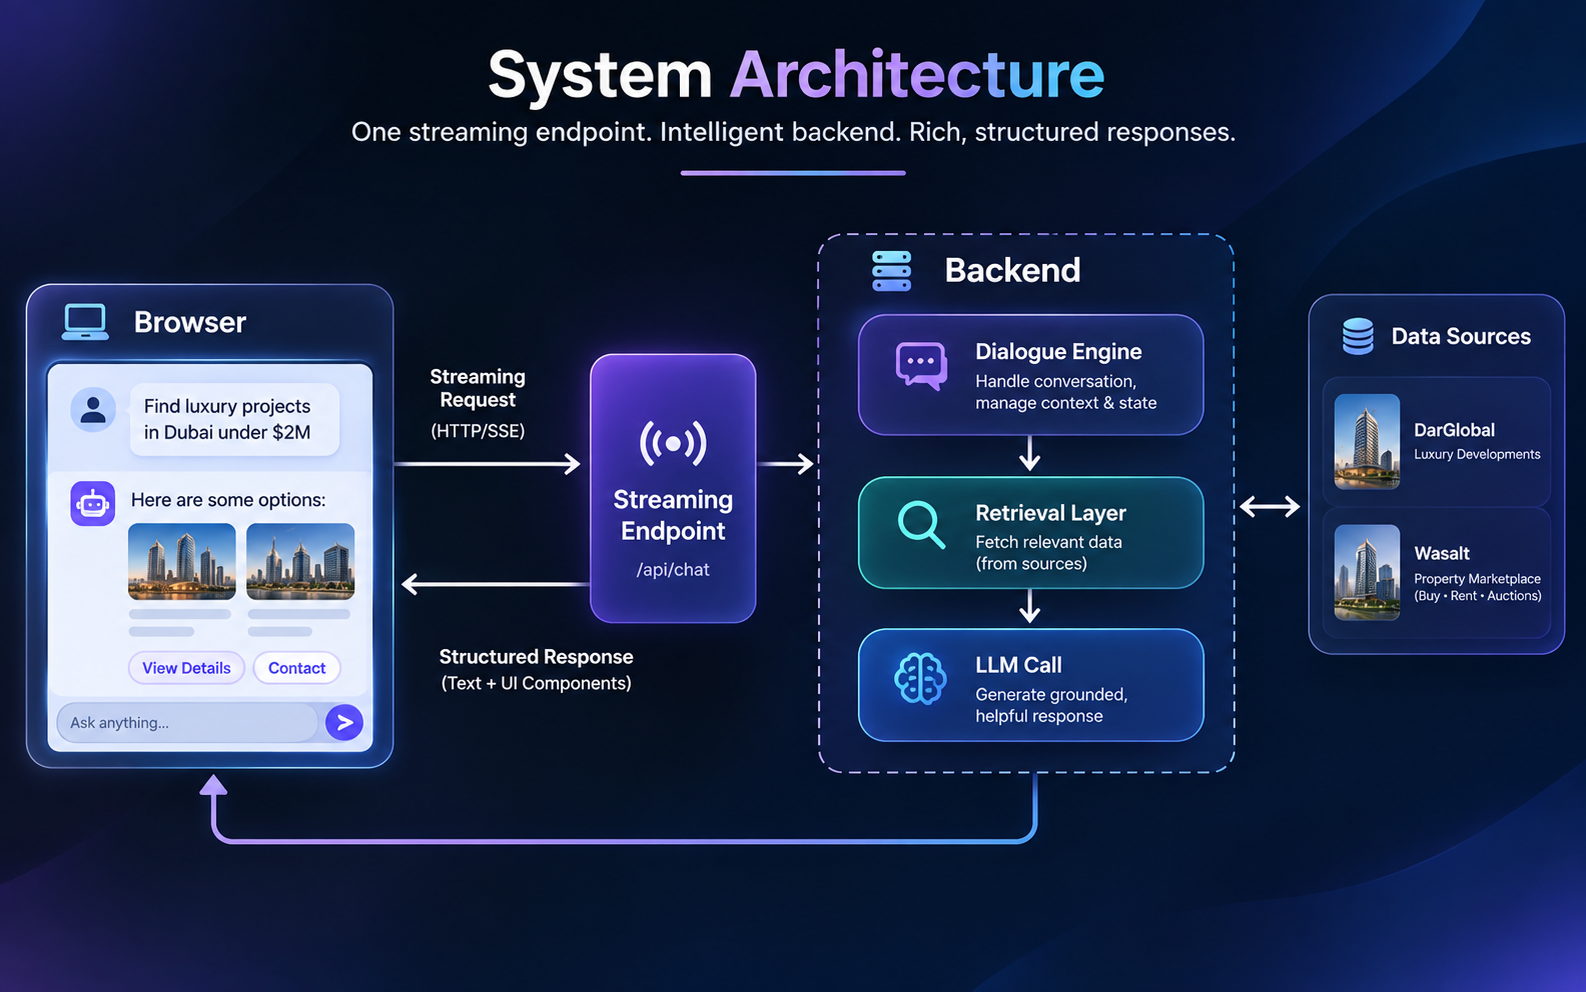 System Architecture
One streaming endpoint. Intelligent backend. Rich, structured responses.
Browser
Find luxury projects
in Dubai under $2M
Here are some options:
View Details
Contact
Ask anything...
Streaming
Request
(HTTP/SSE)
Structured Response
(Text + UI Components)
Streaming
Endpoint
/api/chat
Backend
Dialogue Engine
Handle conversation,
manage context & state
Retrieval Layer
Fetch relevant data
(from sources)
LLM Call
Generate grounded,
helpful response
Data Sources
DarGlobal
Luxury Developments
Wasalt
Property Marketplace
(Buy • Rent • Auctions)